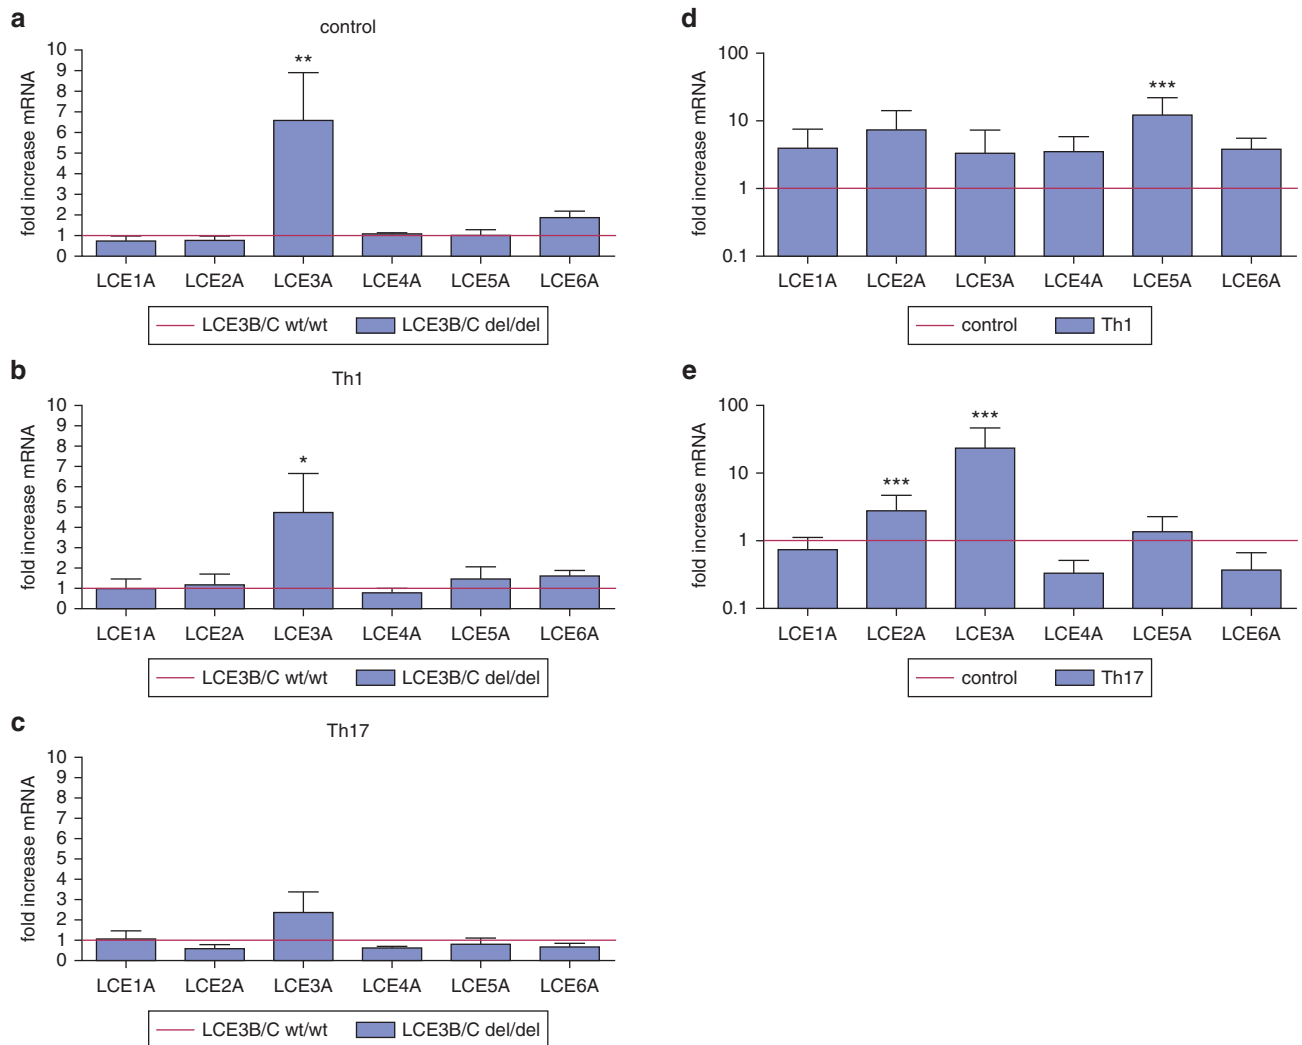 a
control
fold increase mRNA
10
9
8
7
6
5
4
3
2
1
0
**
LCE1A LCE2A LCE3A LCE4A LCE5A LCE6A
LCE3B/C wt/wt LCE3B/C del/del
b
Th1
fold increase mRNA
10
9
8
7
6
5
4
3
2
1
0
*
LCE1A LCE2A LCE3A LCE4A LCE5A LCE6A
LCE3B/C wt/wt LCE3B/C del/del
c
Th17
fold increase mRNA
10
9
8
7
6
5
4
3
2
1
0
LCE1A LCE2A LCE3A LCE4A LCE5A LCE6A
LCE3B/C wt/wt LCE3B/C del/del
d
fold increase mRNA
100
10
1
0.1
***
LCE1A LCE2A LCE3A LCE4A LCE5A LCE6A
control Th1
e
fold increase mRNA
100
10
1
0.1
***
***
LCE1A LCE2A LCE3A LCE4A LCE5A LCE6A
control Th17